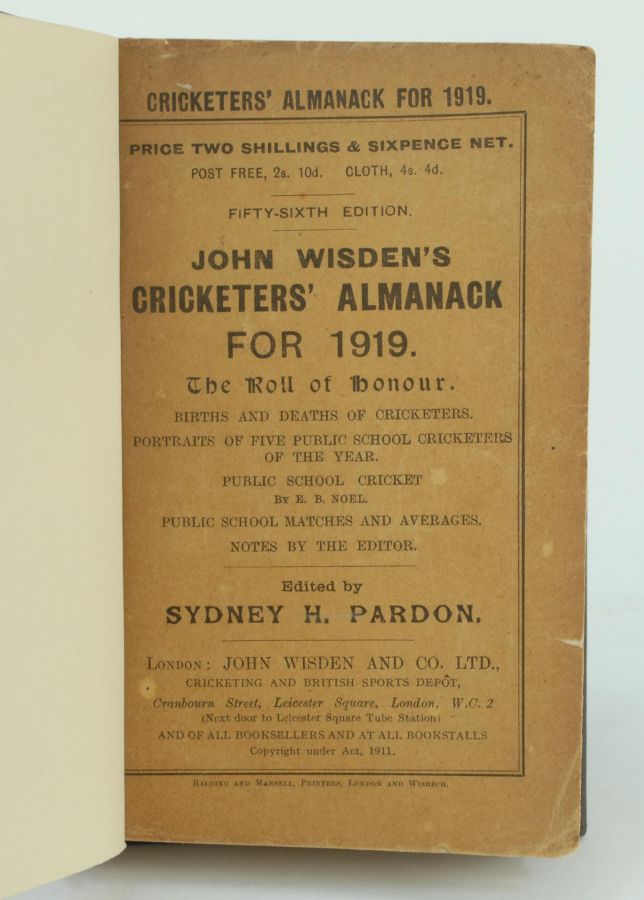 CRICKETERS' ALMANACK FOR 1919.
PRICE TWO SHILLINGS & SIXPENCE NET.
POST FREE, 2s. 10d. CLOTH, 4s. 4d.
FIFTY-SIXTH EDITION.
JOHN WISDEN'S
CRICKETERS' ALMANACK
FOR 1919.
The Roll of Honour.
BIRTHS AND DEATHS OF CRICKETERS.
PORTRAITS OF FIVE PUBLIC SCHOOL CRICKETERS
OF THE YEAR.
PUBLIC SCHOOL CRICKET
BY E. B. NOEL.
PUBLIC SCHOOL MATCHES AND AVERAGES.
NOTES BY THE EDITOR.
Edited by
SYDNEY H. PARDON.
LONDON: JOHN WISDEN AND CO. LTD.,
CRICKETING AND BRITISH SPORTS DEPÔT,
Cranbourn Street, Leicester Square, London, W.C. 2
(Next door to Leicester Square Tube Station)
AND OF ALL BOOKSELLERS AND AT ALL BOOKSTALLS
Copyright under Act, 1911.
BALDING AND MANSELL, PRINTERS, LONDON AND WISBECH.